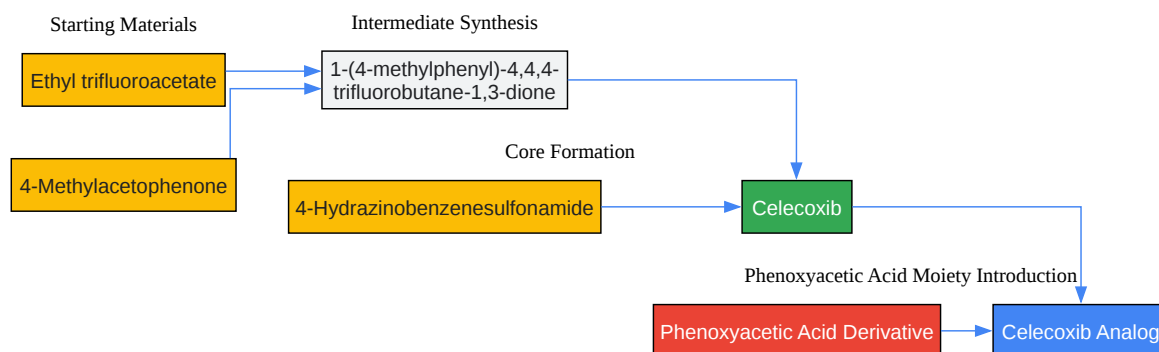 Starting Materials
Intermediate Synthesis
Ethyl trifluoroacetate
1-(4-methylphenyl)-4,4,4-
trifluorobutane-1,3-dione
4-Methylacetophenone
Core Formation
4-Hydrazinobenzenesulfonamide
Celecoxib
Phenoxyacetic Acid Moiety Introduction
Phenoxyacetic Acid Derivative
Celecoxib Analog